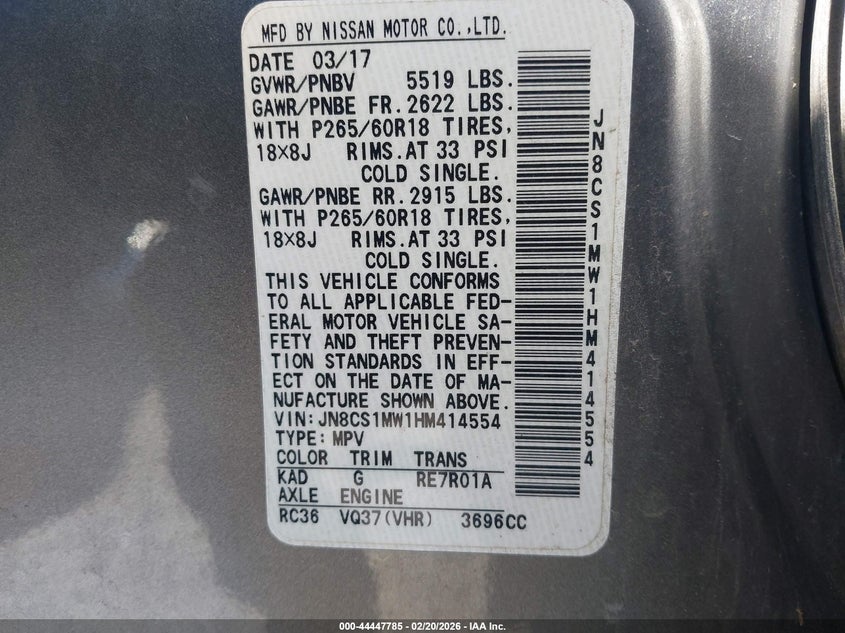 MFD BY NISSAN MOTOR CO.,LTD.
DATE 03/17
GVWR/PNBV 5519 LBS.
GAWR/PNBE FR. 2622 LBS.
WITH P265/60R18 TIRES,
18×8J RIMS.AT 33 PSI
COLD SINGLE.
GAWR/PNBE RR. 2915 LBS.
WITH P265/60R18 TIRES,
18×8J RIMS.AT 33 PSI
COLD SINGLE.
THIS VEHICLE CONFORMS
TO ALL APPLICABLE FED-
ERAL MOTOR VEHICLE SA-
FETY AND THEFT PREVEN-
TION STANDARDS IN EFF-
ECT ON THE DATE OF MA-
NUFACTURE SHOWN ABOVE.
VIN:JN8CS1MW1HM414554
TYPE:MPV
COLOR TRIM TRANS
KAD G RE7R01A
AXLE ENGINE
RC36 VQ37(VHR) 3696CC
JN8CS1MW1HM414554
000-44447785 - 02/20/2026 - IAA Inc.